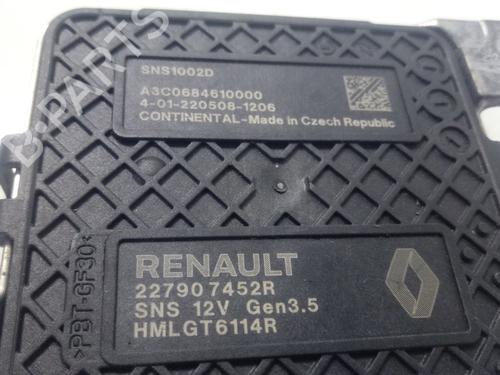 SNS1002D
A3C0684610000
4-01-220508-1206
CONTINENTAL-Made in Czech Republic
RENAULT
227907452R
SNS 12V Gen3.5
HMLGT6114R
>PBT-GF30<
B-PARTS